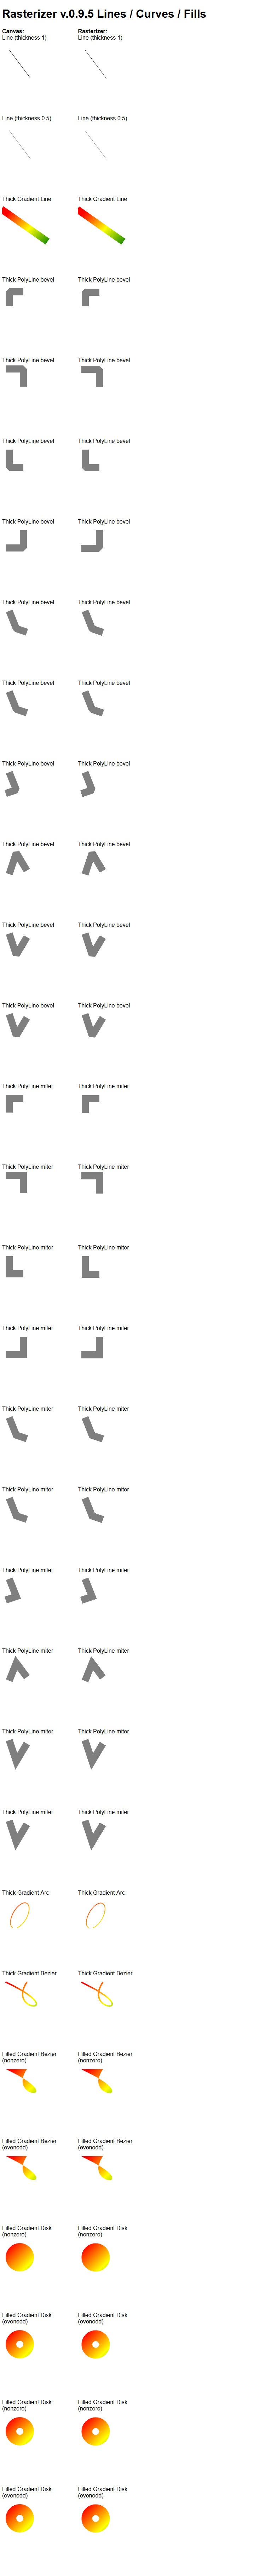 Rasterizer v.0.9.5 Lines / Curves / Fills
Canvas: Rasterizer:
Line (thickness 1) Line (thickness 1)
Line (thickness 0.5) Line (thickness 0.5)
Thick Gradient Line Thick Gradient Line
Thick PolyLine bevel Thick PolyLine bevel
Thick PolyLine bevel Thick PolyLine bevel
Thick PolyLine bevel Thick PolyLine bevel
Thick PolyLine bevel Thick PolyLine bevel
Thick PolyLine bevel Thick PolyLine bevel
Thick PolyLine bevel Thick PolyLine bevel
Thick PolyLine bevel Thick PolyLine bevel
Thick PolyLine bevel Thick PolyLine bevel
Thick PolyLine bevel Thick PolyLine bevel
Thick PolyLine bevel Thick PolyLine bevel
Thick PolyLine miter Thick PolyLine miter
Thick PolyLine miter Thick PolyLine miter
Thick PolyLine miter Thick PolyLine miter
Thick PolyLine miter Thick PolyLine miter
Thick PolyLine miter Thick PolyLine miter
Thick PolyLine miter Thick PolyLine miter
Thick PolyLine miter Thick PolyLine miter
Thick PolyLine miter Thick PolyLine miter
Thick PolyLine miter Thick PolyLine miter
Thick PolyLine miter Thick PolyLine miter
Thick Gradient Arc Thick Gradient Arc
Thick Gradient Bezier Thick Gradient Bezier
Filled Gradient Bezier Filled Gradient Bezier
(nonzero) (nonzero)
Filled Gradient Bezier Filled Gradient Bezier
(evenodd) (evenodd)
Filled Gradient Disk Filled Gradient Disk
(nonzero) (nonzero)
Filled Gradient Disk Filled Gradient Disk
(evenodd) (evenodd)
Filled Gradient Disk Filled Gradient Disk
(nonzero) (nonzero)
Filled Gradient Disk Filled Gradient Disk
(evenodd) (evenodd)